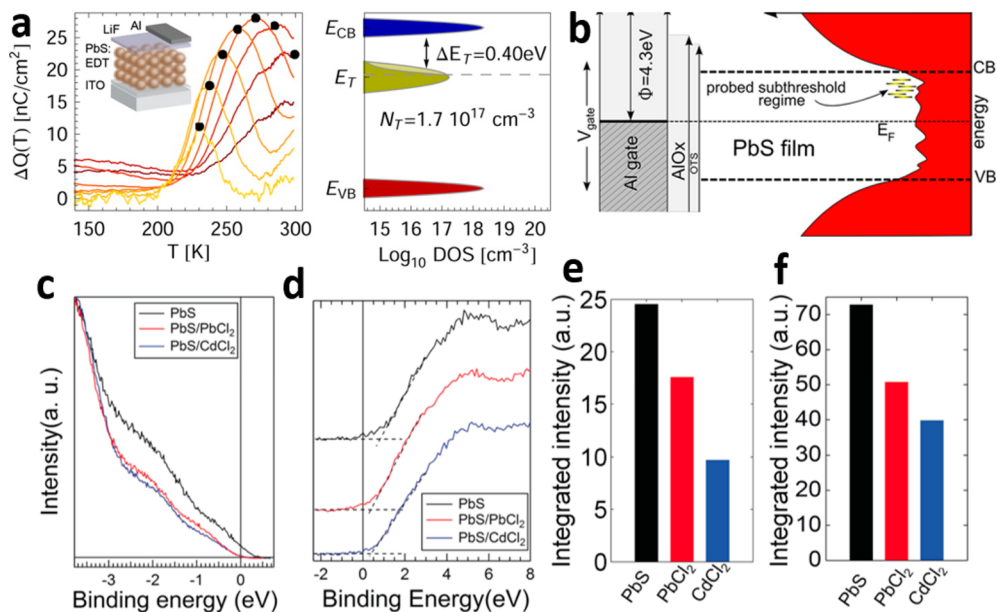 a
ΔQ(T) [nC/cm²]
25
20
15
10
5
0
LiF
Al
PbS:
EDT
ITO
150
200
250
300
T [K]
E_CB
E_T
E_VB
ΔE_T=0.40eV
N_T=1.7 10¹⁷ cm⁻³
15 16 17 18 19 20
Log₁₀ DOS [cm⁻³]
b
V_gate
Φ=4.3eV
Al gate
AlOx
OTS
probed subthreshold
regime
E_F
PbS film
CB
energy
VB
c
Intensity(a. u.)
PbS
PbS/PbCl₂
PbS/CdCl₂
-3 -2 -1 0
Binding energy (eV)
d
PbS
PbS/PbCl₂
PbS/CdCl₂
-2 0 2 4 6 8
Binding Energy(eV)
e
Integrated intensity (a.u.)
25
20
15
10
5
0
PbS
PbCl₂
CdCl₂
f
Integrated intensity (a.u.)
70
60
50
40
30
20
10
0
PbS
PbCl₂
CdCl₂